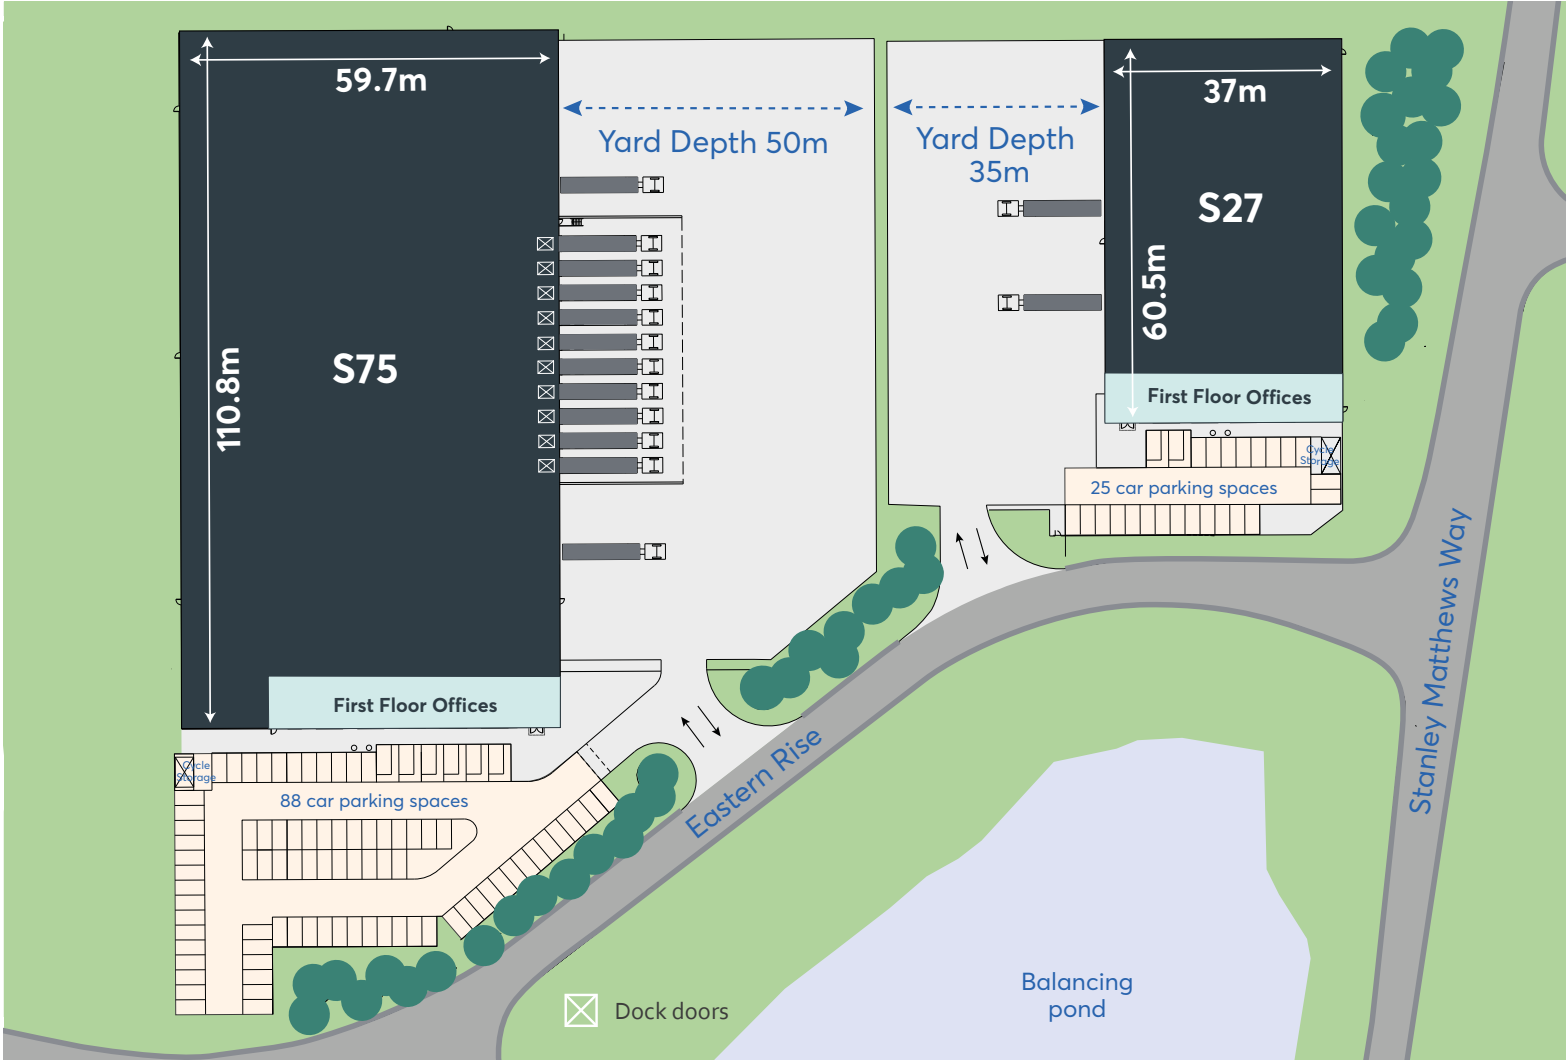 59.7m
110.8m
S75
First Floor Offices
Yard Depth 50m
Yard Depth
35m
37m
60.5m
S27
First Floor Offices
Cycle
Storage
25 car parking spaces
Cycle
Storage
88 car parking spaces
Eastern Rise
Stanley Matthews Way
Balancing
pond
Dock doors